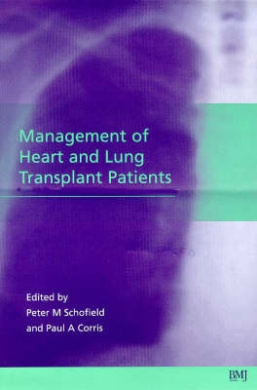 Management of
Heart and Lung
Transplant Patients
Edited by
Peter M Schofield
and Paul A Corris
BMJ